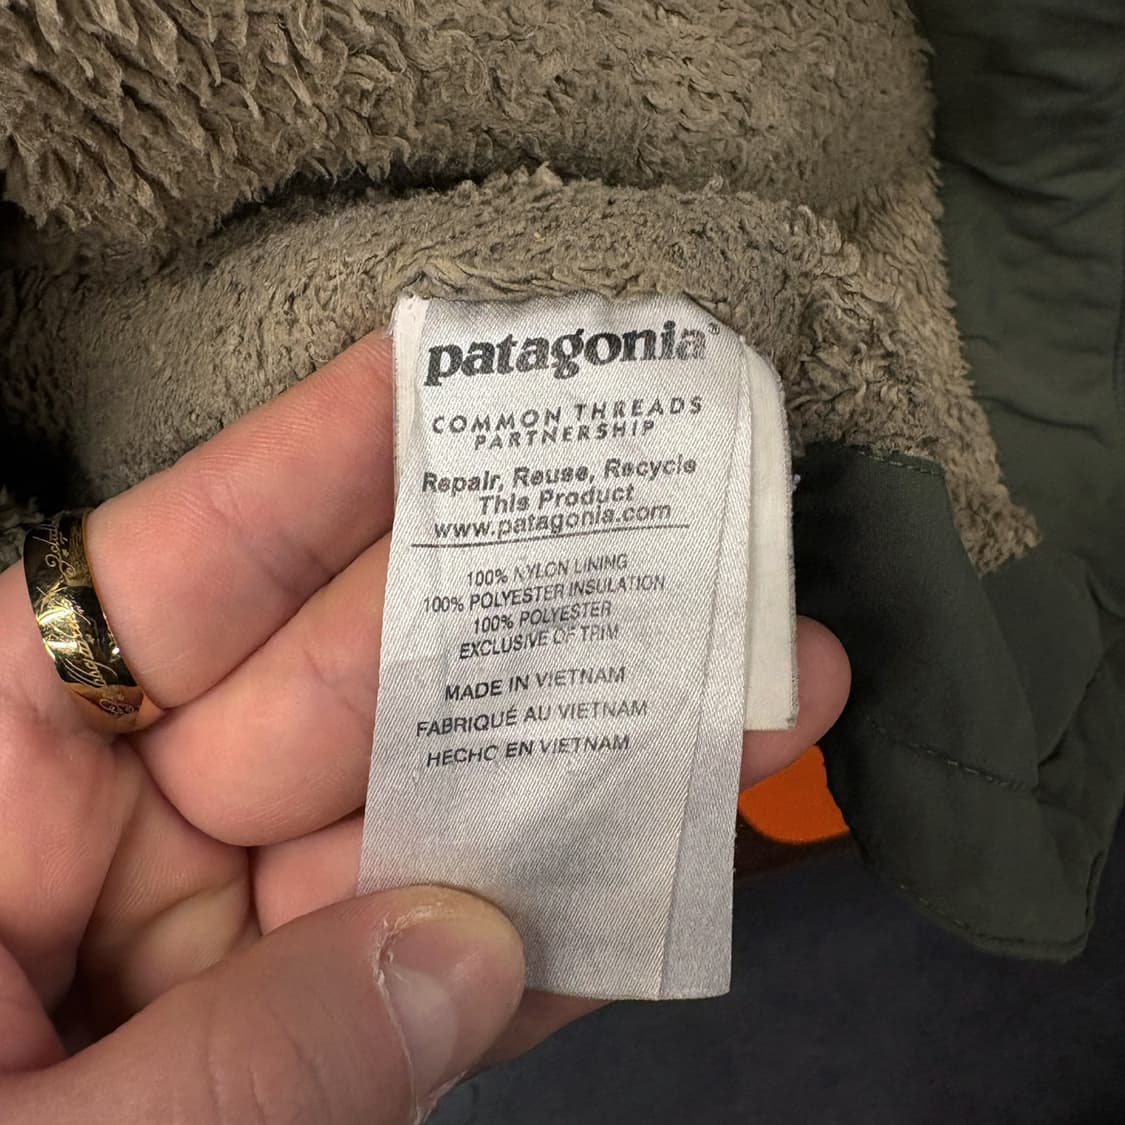 patagonia®
COMMON THREADS
PARTNERSHIP
Repair, Reuse, Recycle
This Product
www.patagonia.com
100% NYLON LINING
100% POLYESTER INSULATION
100% POLYESTER
EXCLUSIVE OF TRIM
MADE IN VIETNAM
FABRIQUÉ AU VIETNAM
HECHO EN VIETNAM